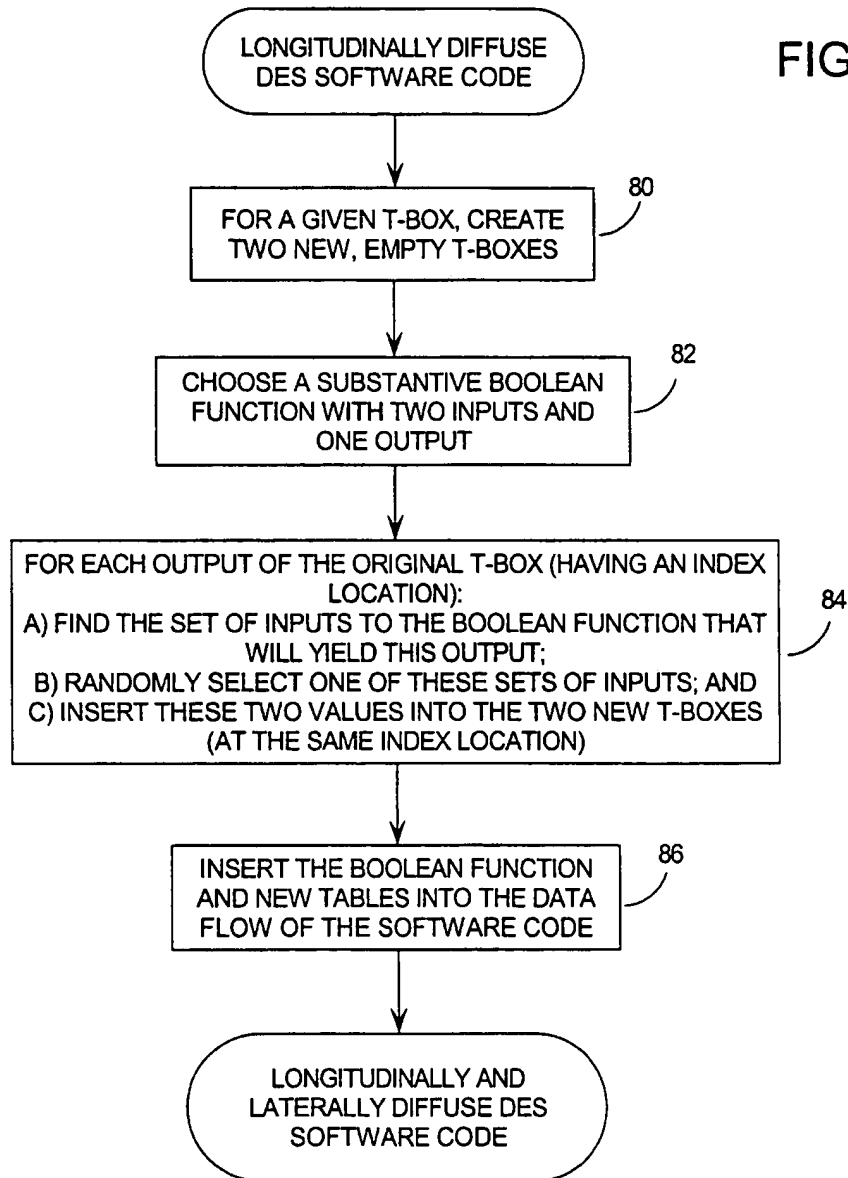 LONGITUDINALLY DIFFUSE
DES SOFTWARE CODE
FIG
80
FOR A GIVEN T-BOX, CREATE
TWO NEW, EMPTY T-BOXES
82
CHOOSE A SUBSTANTIVE BOOLEAN
FUNCTION WITH TWO INPUTS AND
ONE OUTPUT
FOR EACH OUTPUT OF THE ORIGINAL T-BOX (HAVING AN INDEX
LOCATION):
A) FIND THE SET OF INPUTS TO THE BOOLEAN FUNCTION THAT
WILL YIELD THIS OUTPUT;
B) RANDOMLY SELECT ONE OF THESE SETS OF INPUTS; AND
C) INSERT THESE TWO VALUES INTO THE TWO NEW T-BOXES
(AT THE SAME INDEX LOCATION)
84
INSERT THE BOOLEAN FUNCTION
AND NEW TABLES INTO THE DATA
FLOW OF THE SOFTWARE CODE
86
LONGITUDINALLY AND
LATERALLY DIFFUSE DES
SOFTWARE CODE